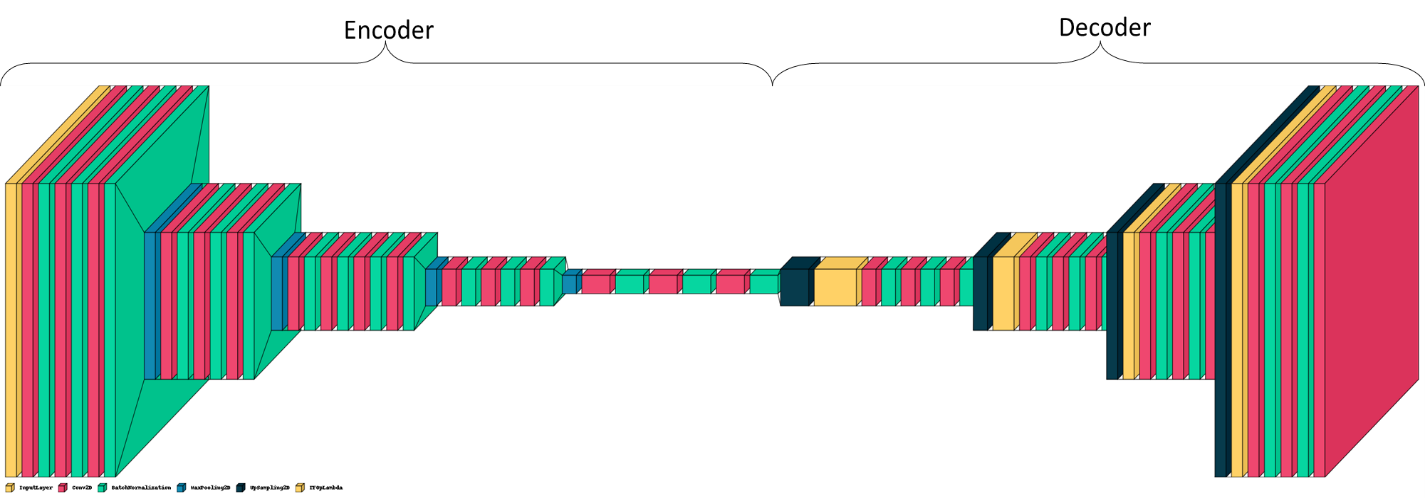 Encoder
Decoder
InputLayer Conv2D BatchNormalization MaxPooling2D UpSampling2D TFOpLambda